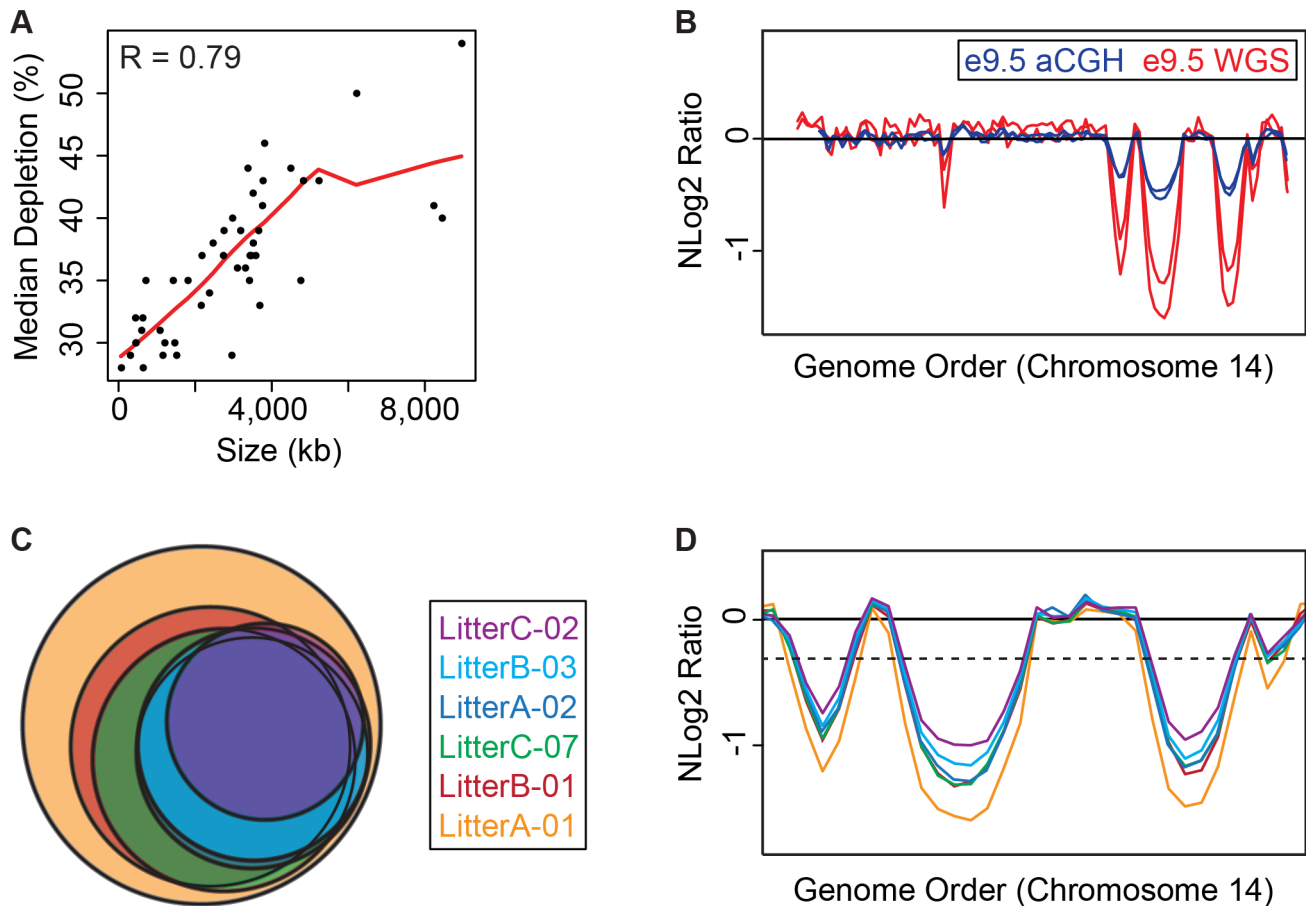 A
R = 0.79
Median Depletion (%)
50
45
40
35
30
0
4,000
8,000
Size (kb)
B
e9.5 aCGH e9.5 WGS
NLog2 Ratio
0
-1
Genome Order (Chromosome 14)
C
LitterC-02
LitterB-03
LitterA-02
LitterC-07
LitterB-01
LitterA-01
D
NLog2 Ratio
0
-1
Genome Order (Chromosome 14)